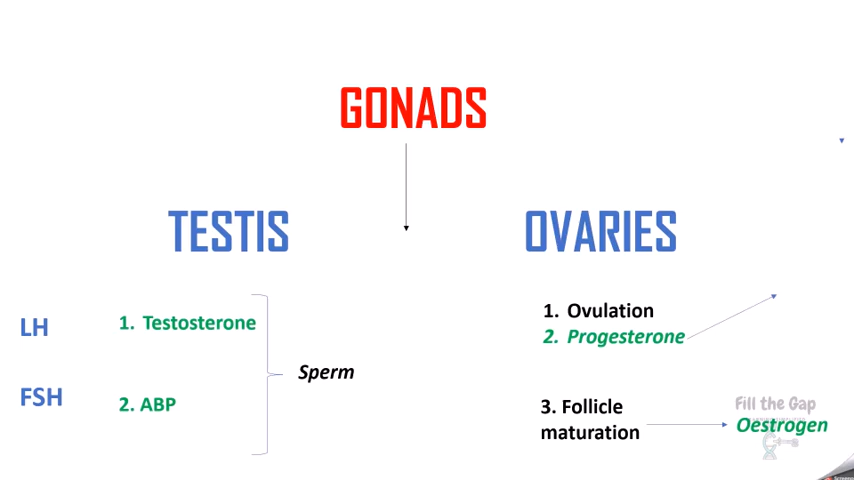 GONADS
TESTIS
OVARIES
LH
1. Testosterone
FSH
2. ABP
Sperm
1. Ovulation
2. Progesterone
3. Follicle
maturation
Fill the Gap
Oestrogen